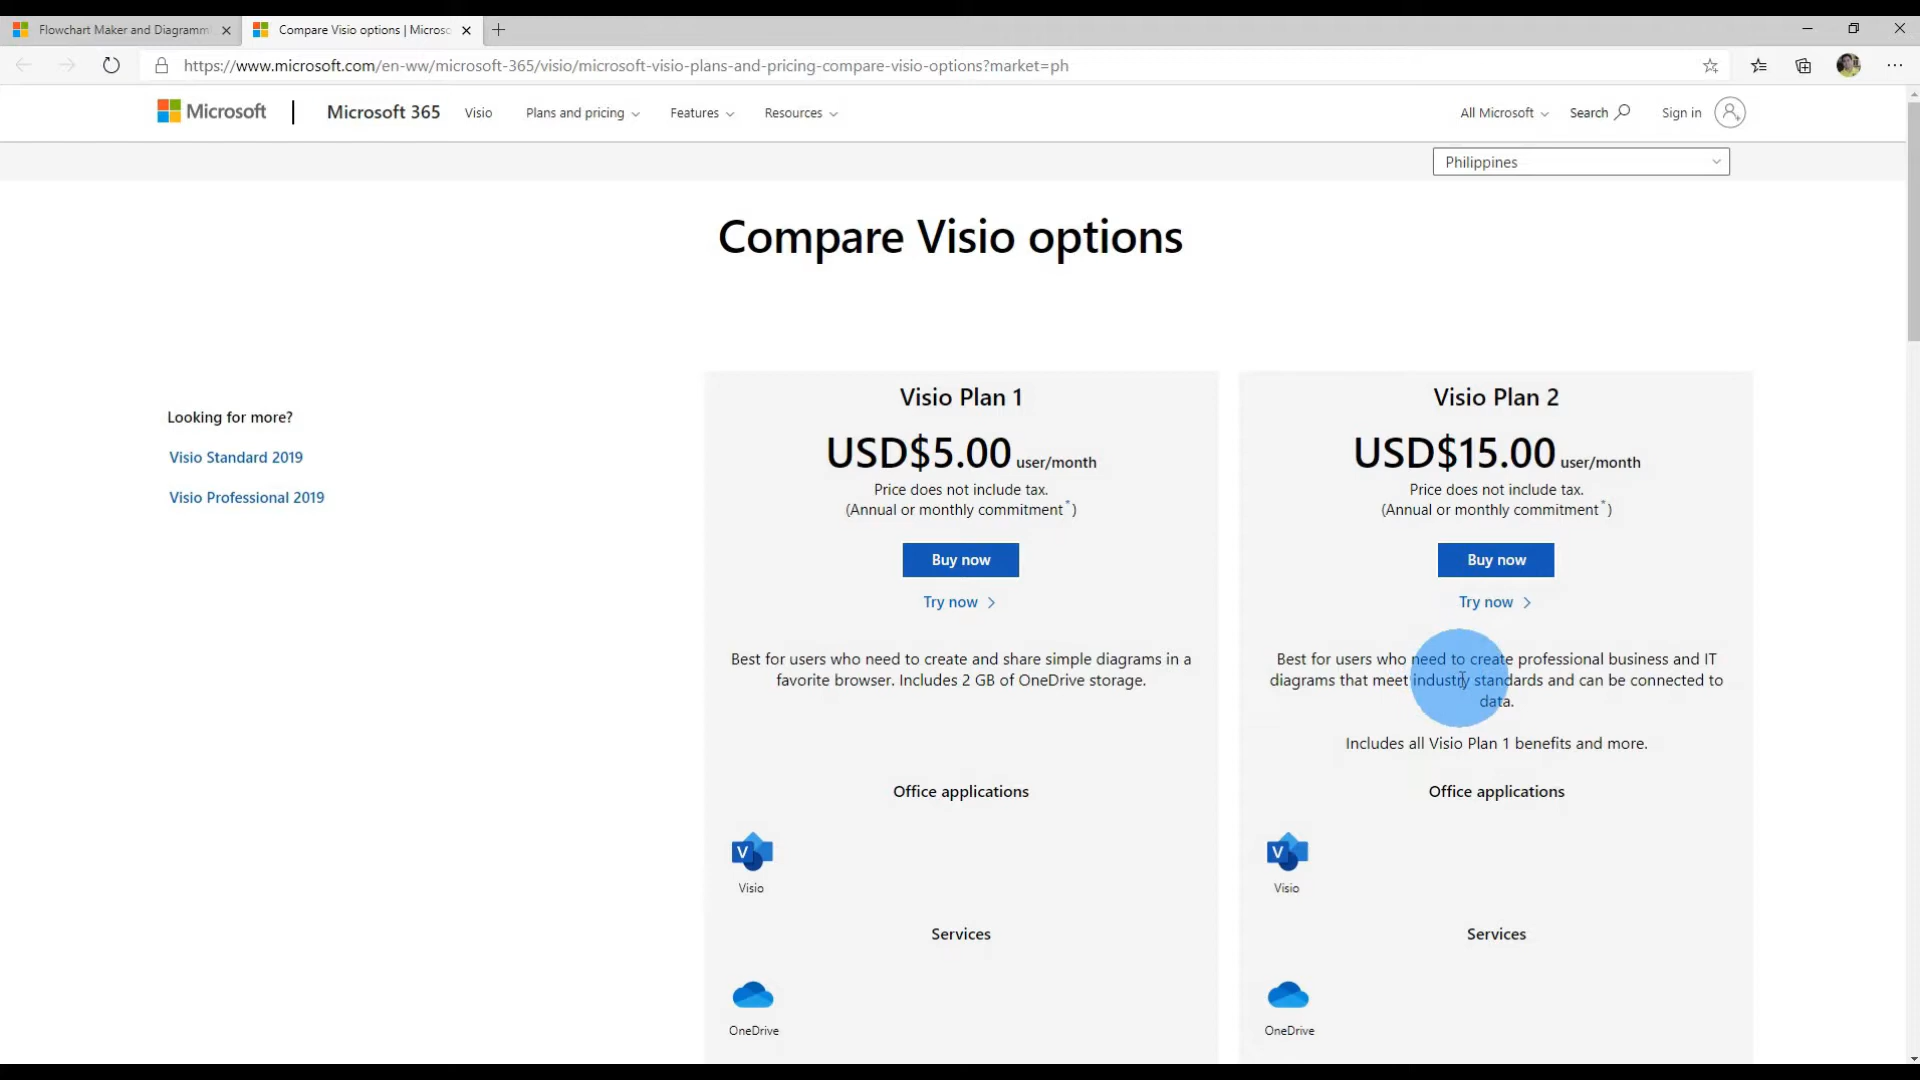 Flowchart Maker and Diagramm
Compare Visio options | Microso
https://www.microsoft.com/en-ww/microsoft-365/visio/microsoft-visio-plans-and-pricing-compare-visio-options?market=ph
Microsoft
Microsoft 365
Visio
Plans and pricing
Features
Resources
All Microsoft
Search
Sign in
Philippines
Compare Visio options
Looking for more?
Visio Standard 2019
Visio Professional 2019
Visio Plan 1
USD$5.00 user/month
Price does not include tax.
(Annual or monthly commitment*)
Buy now
Try now
Best for users who need to create and share simple diagrams in a
favorite browser. Includes 2 GB of OneDrive storage.
Office applications
V
Visio
Services
OneDrive
Visio Plan 2
USD$15.00 user/month
Price does not include tax.
(Annual or monthly commitment*)
Buy now
Try now
Best for users who need to create professional business and IT
diagrams that meet industry standards and can be connected to
data.
Includes all Visio Plan 1 benefits and more.
Office applications
V
Visio
Services
OneDrive